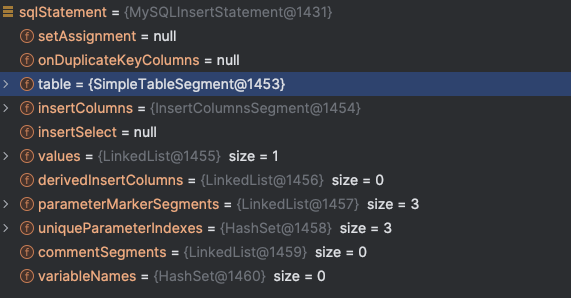 sqlStatement = {MySQLInsertStatement@1431}
f setAssignment = null
f onDuplicateKeyColumns = null
f table = {SimpleTableSegment@1453}
f insertColumns = {InsertColumnsSegment@1454}
f insertSelect = null
f values = {LinkedList@1455} size = 1
f derivedInsertColumns = {LinkedList@1456} size = 0
f parameterMarkerSegments = {LinkedList@1457} size = 3
f uniqueParameterIndexes = {HashSet@1458} size = 3
f commentSegments = {LinkedList@1459} size = 0
f variableNames = {HashSet@1460} size = 0